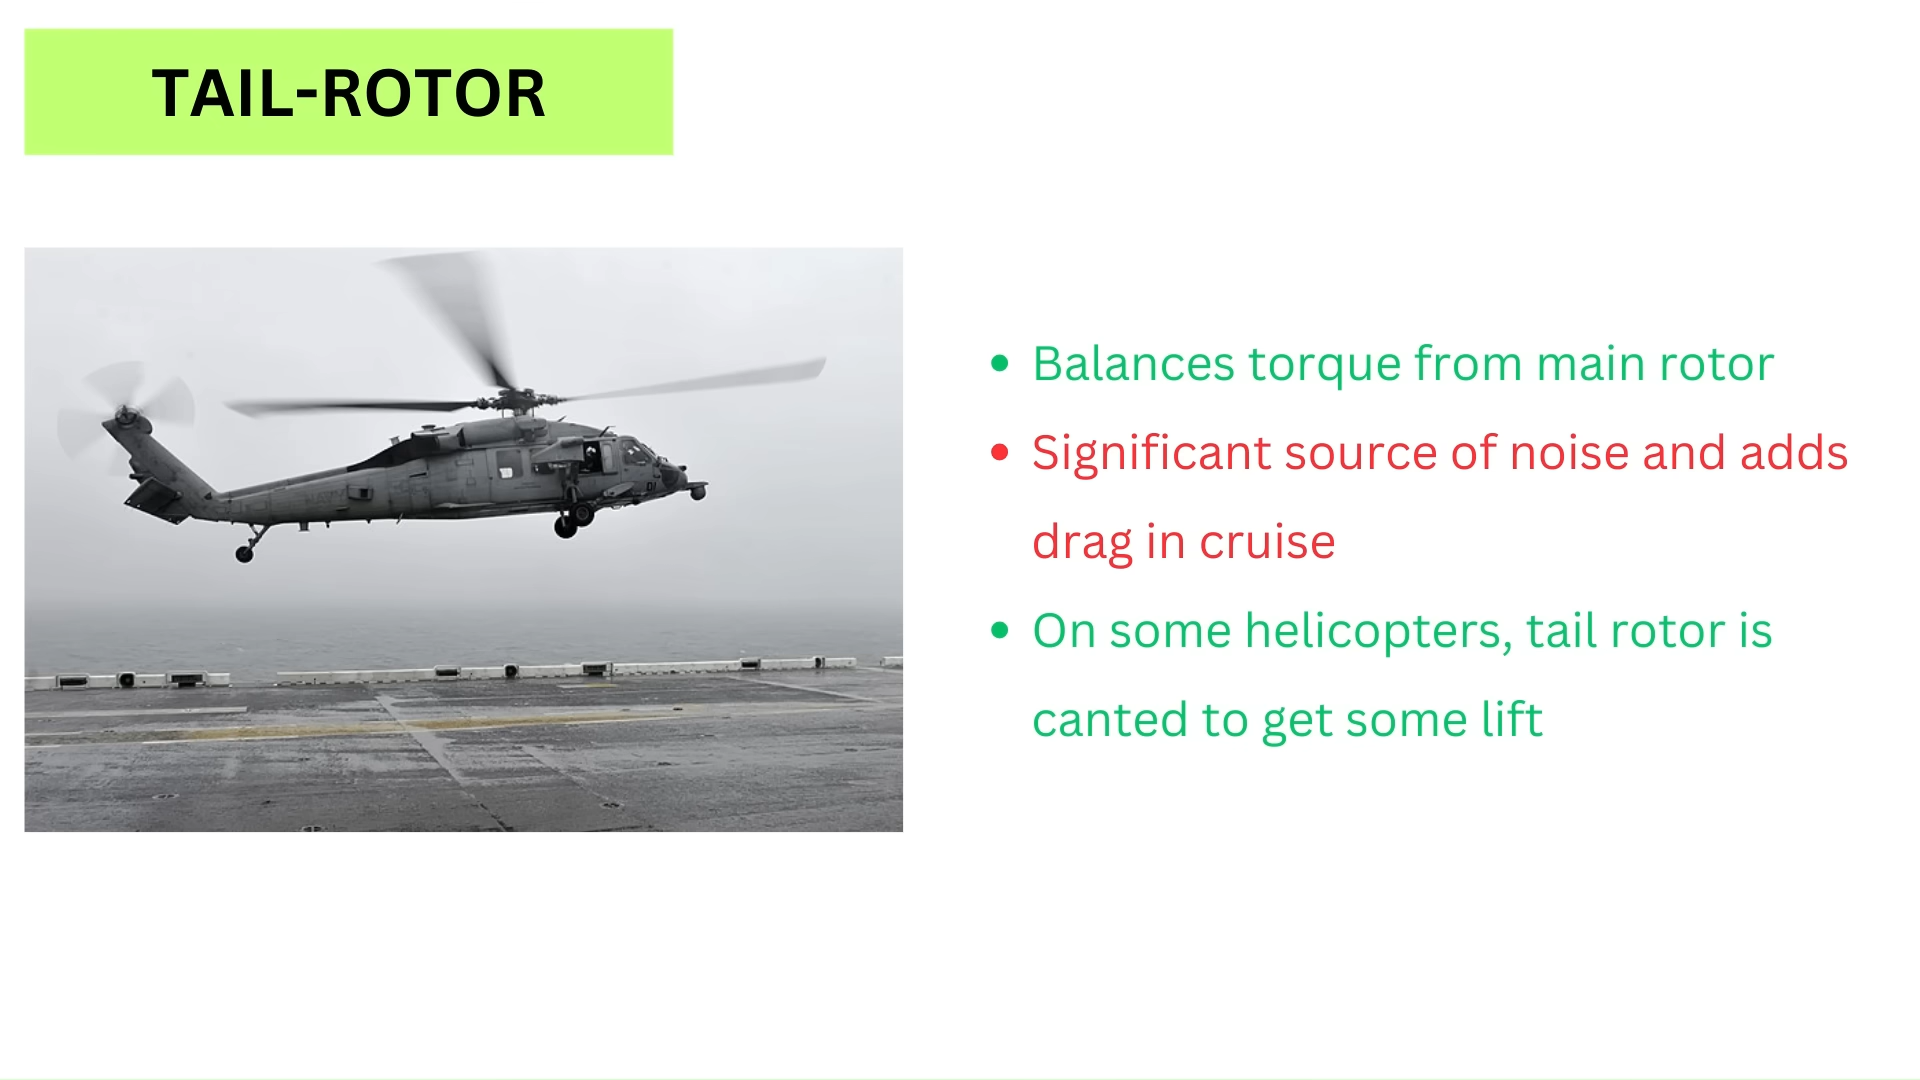 TAIL-ROTOR
• Balances torque from main rotor
• Significant source of noise and adds
drag in cruise
• On some helicopters, tail rotor is
canted to get some lift